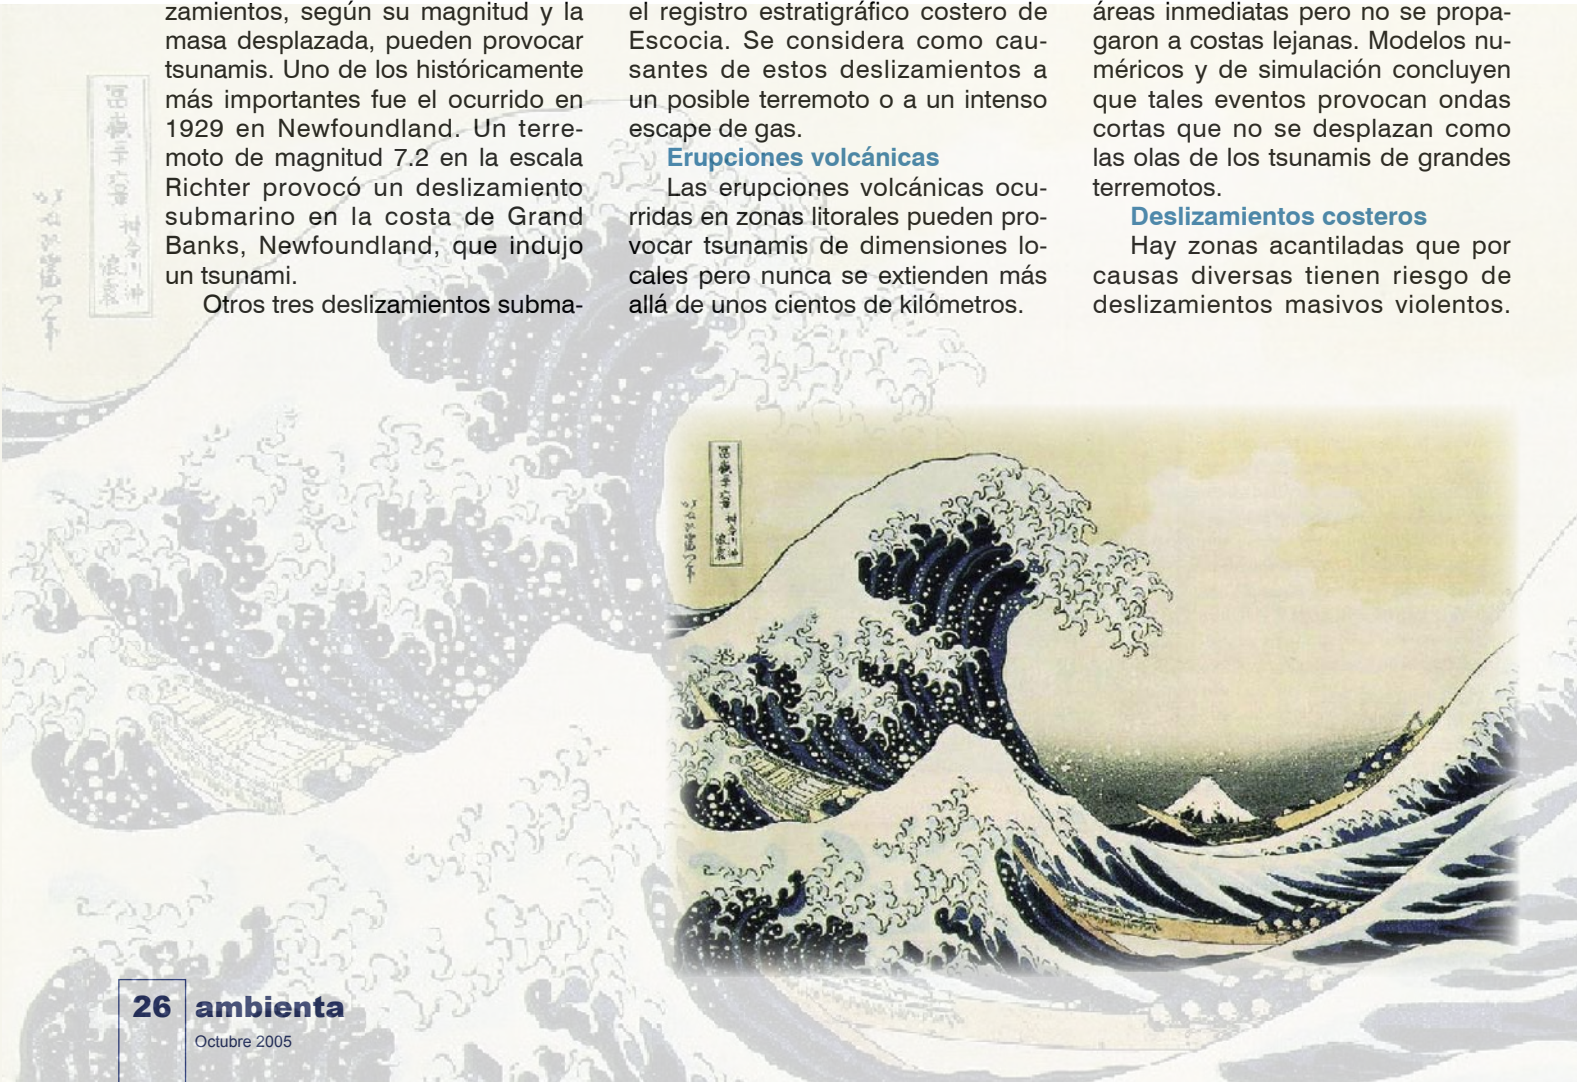 zamientos, según su magnitud y la
masa desplazada, pueden provocar
tsunamis. Uno de los históricamente
más importantes fue el ocurrido en
1929 en Newfoundland. Un terre-
moto de magnitud 7.2 en la escala
Richter provocó un deslizamiento
submarino en la costa de Grand
Banks, Newfoundland, que indujo
un tsunami.
Otros tres deslizamientos subma-
el registro estratigráfico costero de
Escocia. Se considera como cau-
santes de estos deslizamientos a
un posible terremoto o a un intenso
escape de gas.
Erupciones volcánicas
Las erupciones volcánicas ocu-
rridas en zonas litorales pueden pro-
vocar tsunamis de dimensiones lo-
cales pero nunca se extienden más
allá de unos cientos de kilómetros.
áreas inmediatas pero no se propa-
garon a costas lejanas. Modelos nu-
méricos y de simulación concluyen
que tales eventos provocan ondas
cortas que no se desplazan como
las olas de los tsunamis de grandes
terremotos.
Deslizamientos costeros
Hay zonas acantiladas que por
causas diversas tienen riesgo de
deslizamientos masivos violentos.
26 ambienta
Octubre 2005